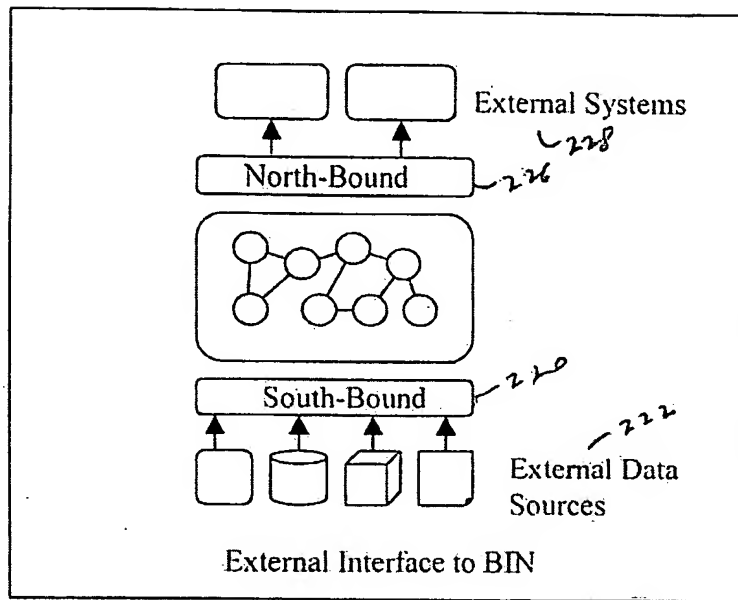 External Systems
228
North-Bound
226
South-Bound
220
222
External Data
Sources
External Interface to BIN